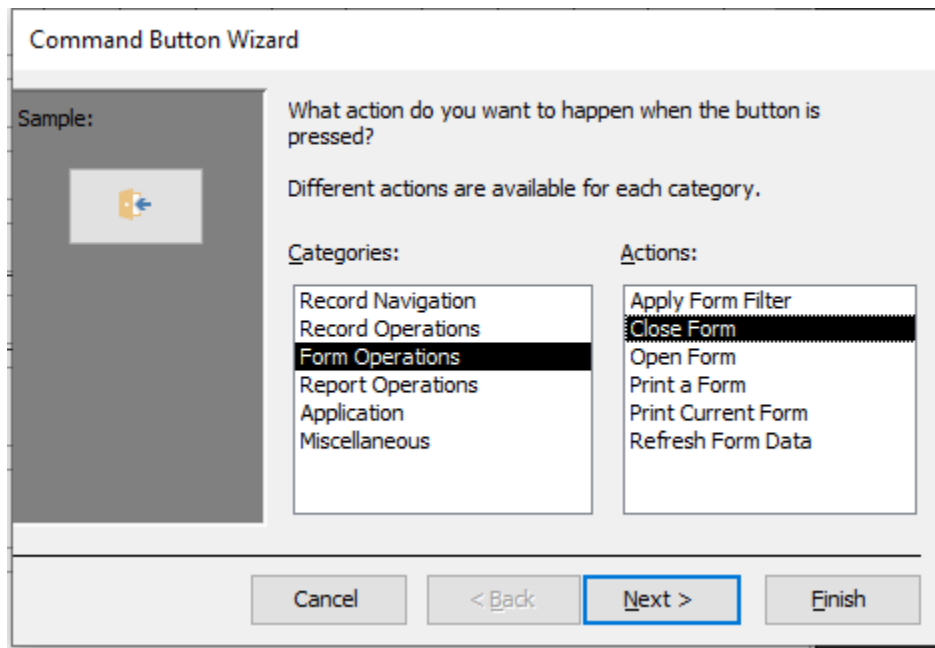 Command Button Wizard
Sample:
What action do you want to happen when the button is
pressed?
Different actions are available for each category.
Categories:
Actions:
Record Navigation
Record Operations
Form Operations
Report Operations
Application
Miscellaneous
Apply Form Filter
Close Form
Open Form
Print a Form
Print Current Form
Refresh Form Data
Cancel
< Back
Next >
Finish